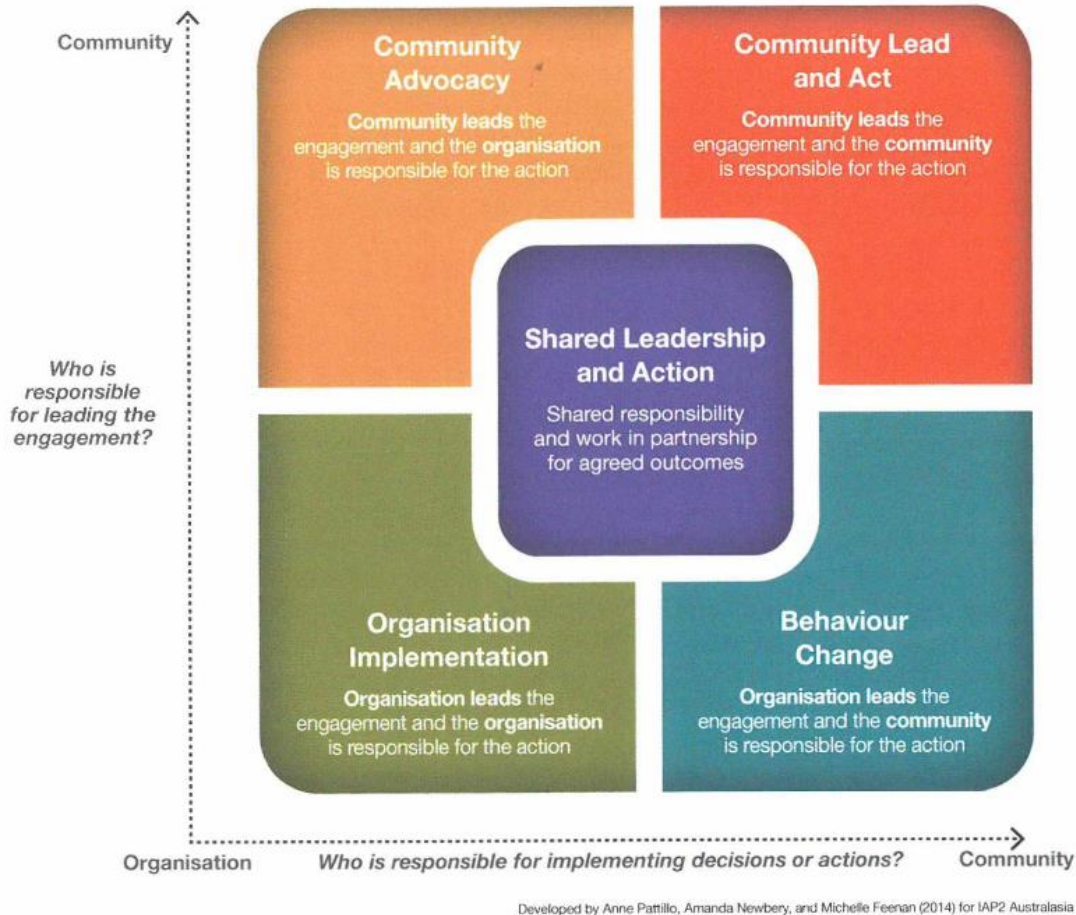 Community
Community
Advocacy
Community leads the
engagement and the organisation
is responsible for the action
Community Lead
and Act
Community leads the
engagement and the community
is responsible for the action
Who is
responsible
for leading the
engagement?
Shared Leadership
and Action
Shared responsibility
and work in partnership
for agreed outcomes
Organisation
Implementation
Organisation leads the
engagement and the organisation
is responsible for the action
Behaviour
Change
Organisation leads the
engagement and the community
is responsible for the action
Organisation
Who is responsible for implementing decisions or actions?
Community
Developed by Anne Pattillo, Amanda Newbery, and Michelle Feenan (2014) for IAP2 Australasia